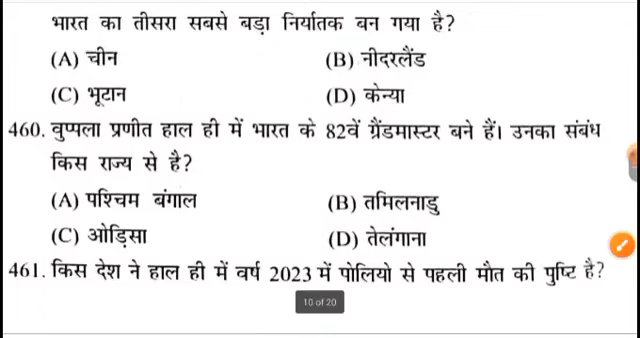 भारत का तीसरा सबसे बड़ा निर्यातक बन गया है?
(A) चीन (B) नीदरलैंड
(C) भूटान (D) केन्या
460. वुप्पला प्रणीत हाल ही में भारत के 82वें ग्रैंडमास्टर बने हैं। उनका संबंध
किस राज्य से है?
(A) पश्चिम बंगाल (B) तमिलनाडु
(C) ओड़िसा (D) तेलंगाना
461. किस देश ने हाल ही में वर्ष 2023 में पोलियो से पहली मौत की पुष्टि है?
10 of 20